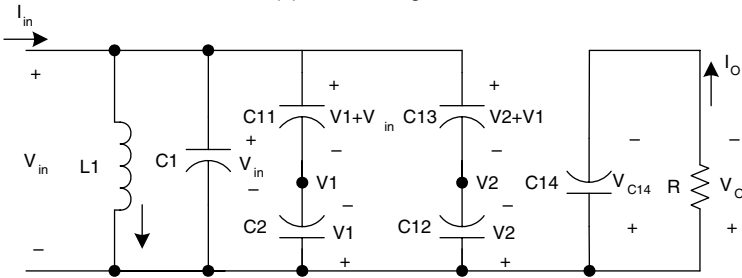 I in
+
V in
–
L1
C1
+
V in
–
C11
+
V1+V in
–
V1
C2
–
V1
+
C13
+
V2+V1
–
V2
C12
–
V2
+
C14
–
V C14
+
R
I O
–
V O
+